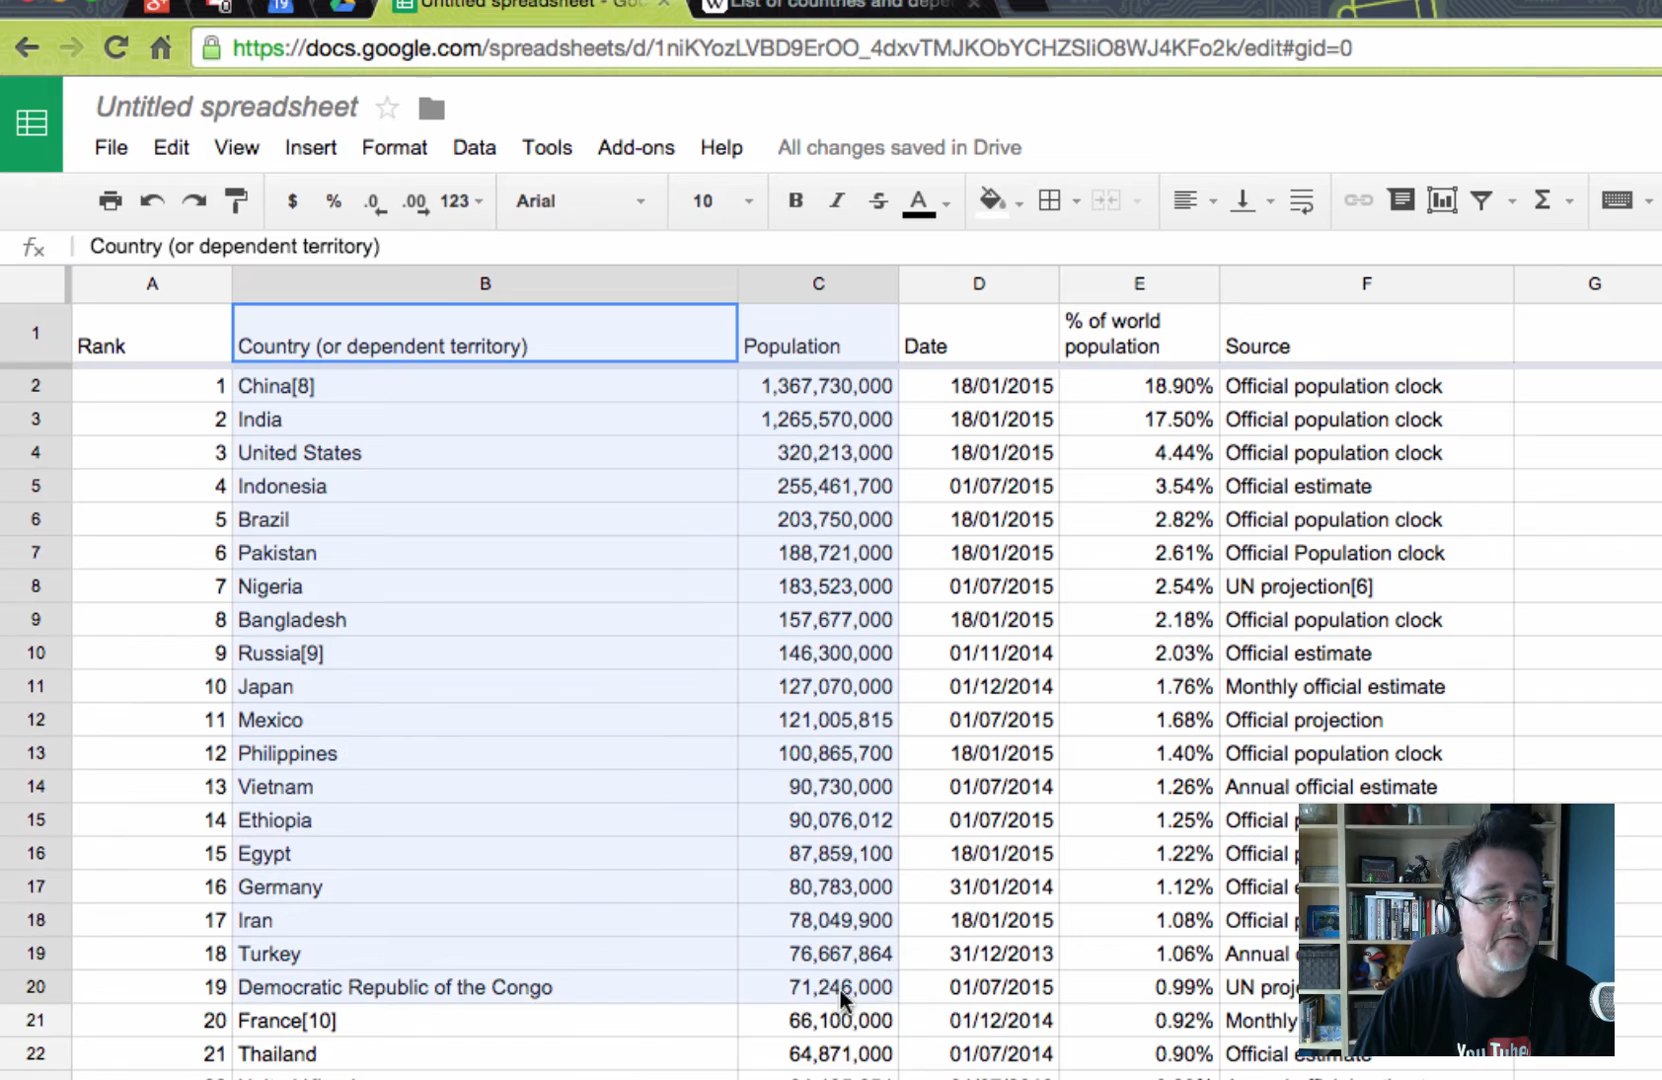 Untitled spreadsheet - Goo
List of countries and depe
19
https://docs.google.com/spreadsheets/d/1niKYozLVBD9ErOO_4dxvTMJKObYCHZSIiO8WJ4KFo2k/edit#gid=0
Untitled spreadsheet
File Edit View Insert Format Data Tools Add-ons Help All changes saved in Drive
$ % .0 .00 123 Arial 10 B I S A Σ
fx Country (or dependent territory)
A B C D E F G
1 Rank Country (or dependent territory) Population Date % of world population Source
2 1 China[8] 1,367,730,000 18/01/2015 18.90% Official population clock
3 2 India 1,265,570,000 18/01/2015 17.50% Official population clock
4 3 United States 320,213,000 18/01/2015 4.44% Official population clock
5 4 Indonesia 255,461,700 01/07/2015 3.54% Official estimate
6 5 Brazil 203,750,000 18/01/2015 2.82% Official population clock
7 6 Pakistan 188,721,000 18/01/2015 2.61% Official Population clock
8 7 Nigeria 183,523,000 01/07/2015 2.54% UN projection[6]
9 8 Bangladesh 157,677,000 18/01/2015 2.18% Official population clock
10 9 Russia[9] 146,300,000 01/11/2014 2.03% Official estimate
11 10 Japan 127,070,000 01/12/2014 1.76% Monthly official estimate
12 11 Mexico 121,005,815 01/07/2015 1.68% Official projection
13 12 Philippines 100,865,700 18/01/2015 1.40% Official population clock
14 13 Vietnam 90,730,000 01/07/2014 1.26% Annual official estimate
15 14 Ethiopia 90,076,012 01/07/2015 1.25% Official p
16 15 Egypt 87,859,100 18/01/2015 1.22% Official p
17 16 Germany 80,783,000 31/01/2014 1.12% Official e
18 17 Iran 78,049,900 18/01/2015 1.08% Official p
19 18 Turkey 76,667,864 31/12/2013 1.06% Annual
20 19 Democratic Republic of the Congo 71,246,000 01/07/2015 0.99% UN proj
21 20 France[10] 66,100,000 01/12/2014 0.92% Monthly
22 21 Thailand 64,871,000 01/07/2014 0.90% Official estimate
YouTube